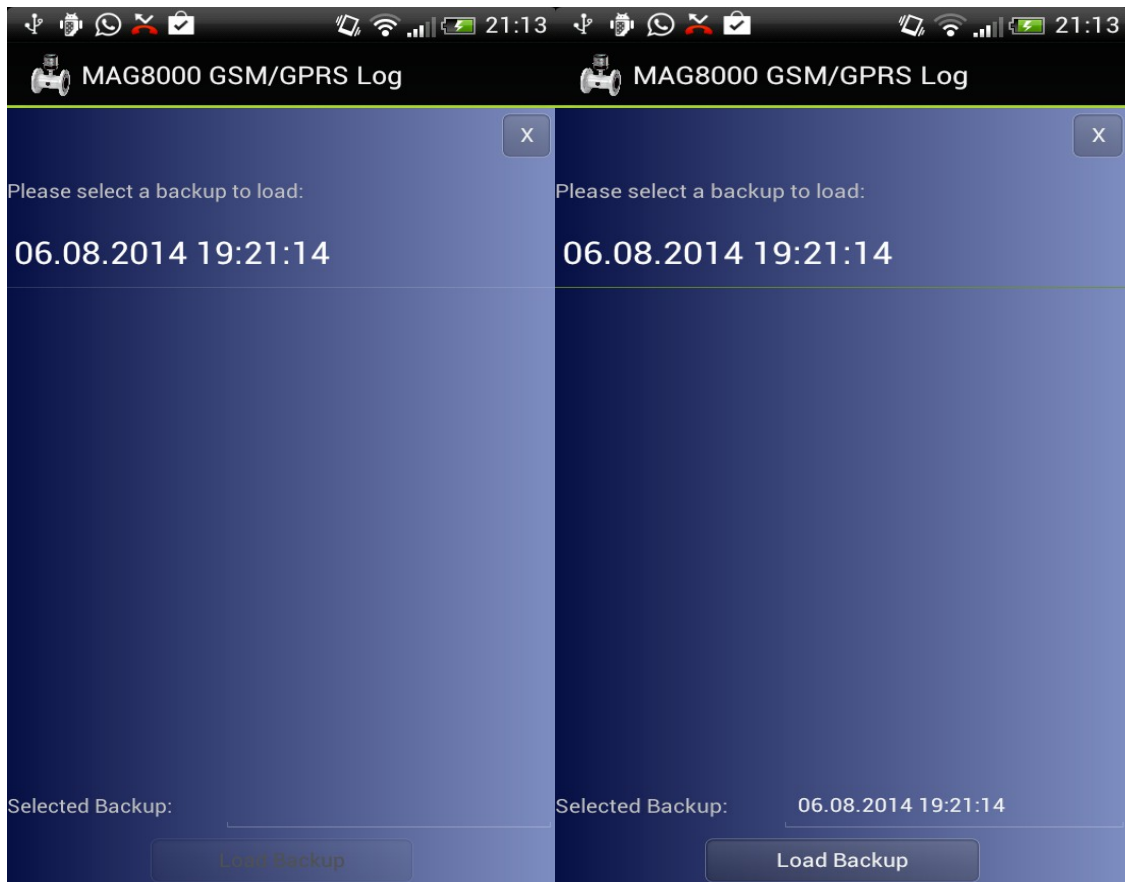 21:13
MAG8000 GSM/GPRS Log
X
Please select a backup to load:
06.08.2014 19:21:14
Selected Backup:
Load Backup
21:13
MAG8000 GSM/GPRS Log
X
Please select a backup to load:
06.08.2014 19:21:14
Selected Backup: 06.08.2014 19:21:14
Load Backup